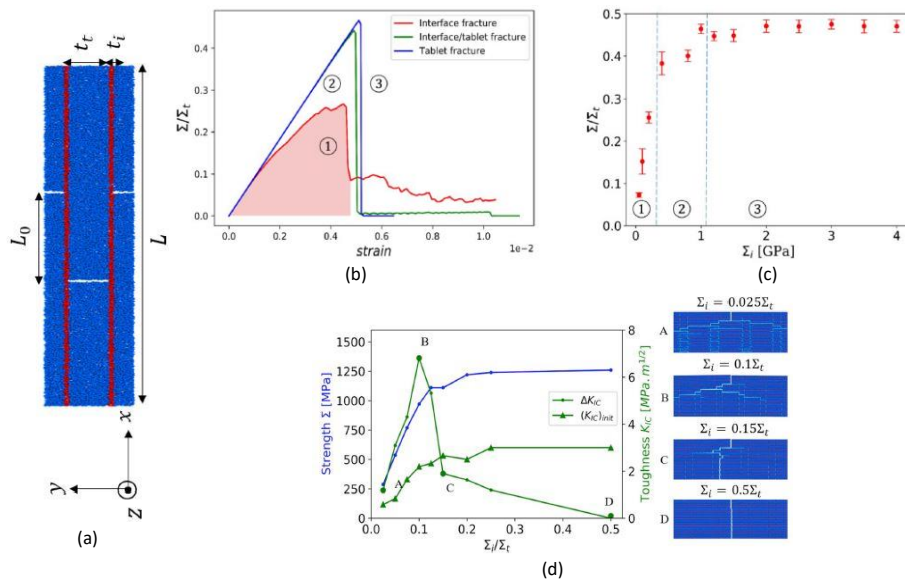 t_t
t_i
L_0
L
x
y
z
(a)
Σ/Σ_t
0.4
0.3
0.2
0.1
0.0
0.0
0.2
0.4
0.6
0.8
1.0
1e−2
strain
Interface fracture
Interface/tablet fracture
Tablet fracture
①
②
③
(b)
Σ/Σ_t
0.5
0.4
0.3
0.2
0.1
0.0
0
1
2
3
4
Σ_i [GPa]
①
②
③
(c)
Strength Σ [MPa]
1500
1250
1000
750
500
250
0
0.0
0.1
0.2
0.3
0.4
0.5
Σ_i/Σ_t
8
6
4
2
0
Toughness K_IC [MPa.m^1/2]
ΔK_IC
(K_IC)_init
A
B
C
D
Σ_i = 0.025Σ_t
A
Σ_i = 0.1Σ_t
B
Σ_i = 0.15Σ_t
C
Σ_i = 0.5Σ_t
D
(d)